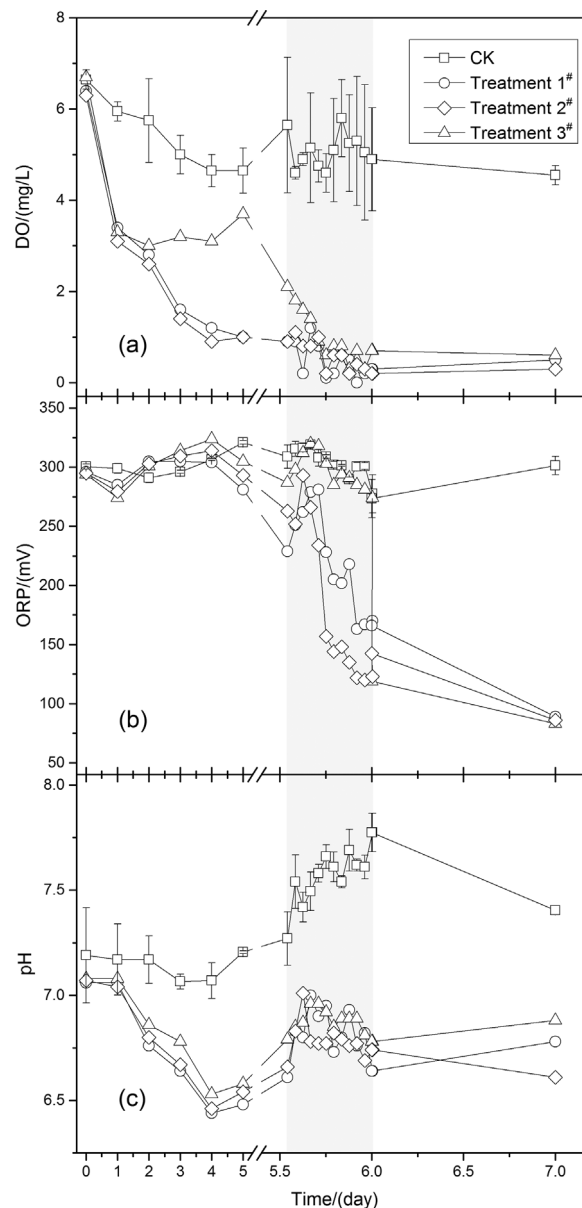 8
6
4
2
0
DO/(mg/L)
CK
Treatment 1#
Treatment 2#
Treatment 3#
(a)
350
300
250
200
150
100
50
ORP/(mV)
(b)
8.0
7.5
7.0
6.5
pH
(c)
0 1 2 3 4 5 5.5 6.0 6.5 7.0
Time/(day)